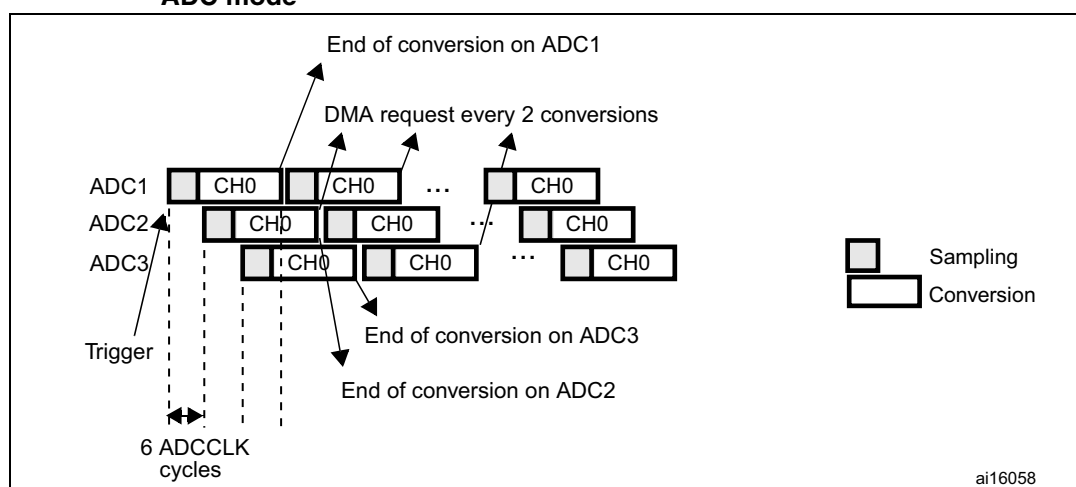 ADC mode
End of conversion on ADC1
DMA request every 2 conversions
ADC1 CH0 CH0 ... CH0
ADC2 CH0 CH0 ... CH0
ADC3 CH0 CH0 ... CH0
Sampling
Conversion
Trigger
End of conversion on ADC3
End of conversion on ADC2
6 ADCCLK
cycles
ai16058